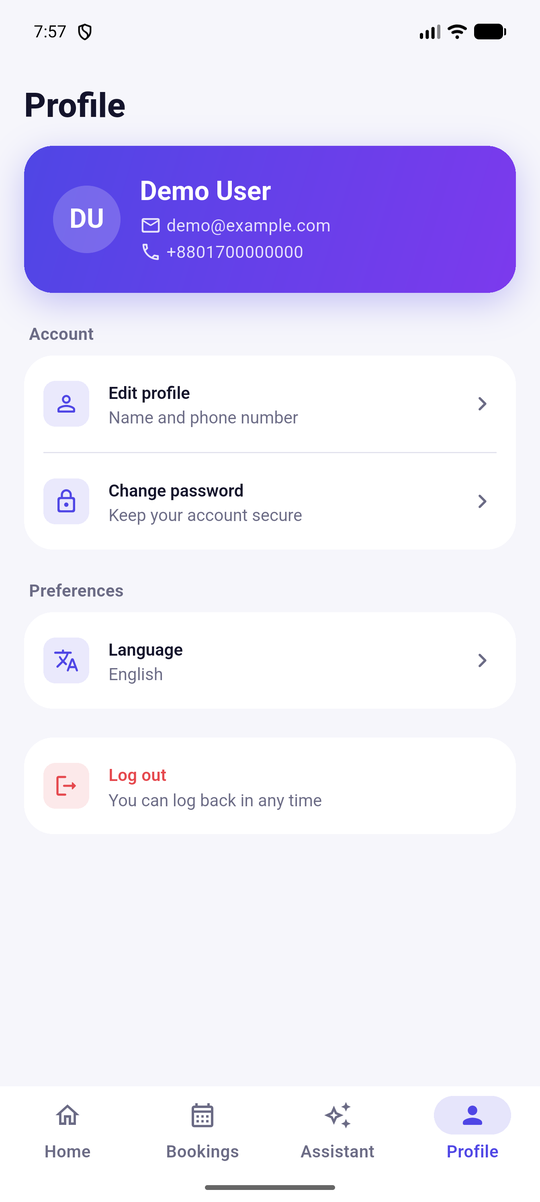 7:57
Profile
DU
Demo User
demo@example.com
+8801700000000
Account
Edit profile
Name and phone number
Change password
Keep your account secure
Preferences
Language
English
Log out
You can log back in any time
Home
Bookings
Assistant
Profile